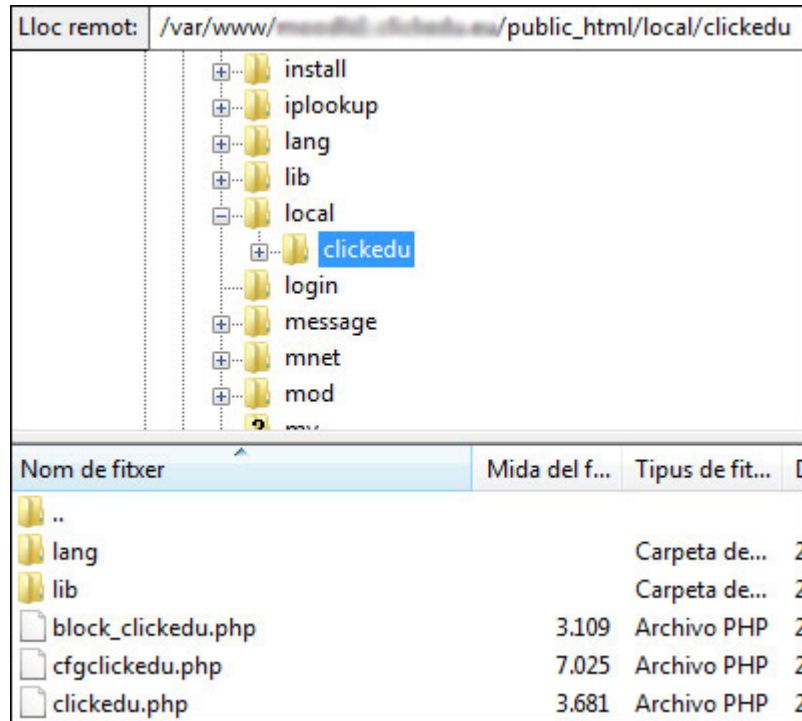 Lloc remot: /var/www/ /public_html/local/clickedu
install
iplookup
lang
lib
local
clickedu
login
message
mnet
mod
Nom de fitxer Mida del f... Tipus de fit...
..
lang Carpeta de...
lib Carpeta de...
block_clickedu.php 3.109 Archivo PHP
cfgclickedu.php 7.025 Archivo PHP
clickedu.php 3.681 Archivo PHP